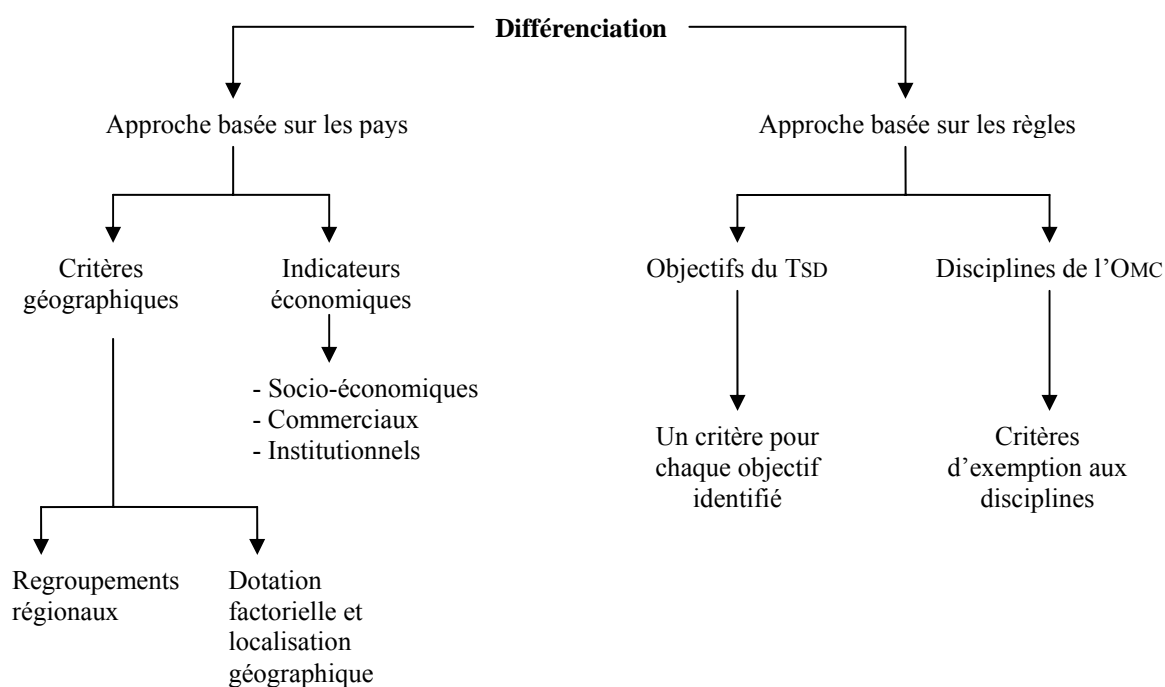 Différenciation
Approche basée sur les pays
Approche basée sur les règles
Critères
géographiques
Indicateurs
économiques
Objectifs du TSD
Disciplines de l’OMC
- Socio-économiques
- Commerciaux
- Institutionnels
Un critère pour
chaque objectif
identifié
Critères
d’exemption aux
disciplines
Regroupements
régionaux
Dotation
factorielle et
localisation
géographique